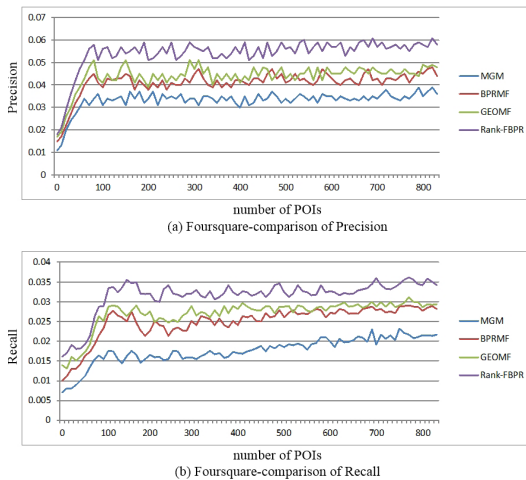 0.07
0.06
0.05
0.04
0.03
0.02
0.01
0
Precision
0 100 200 300 400 500 600 700 800
MGM
BPRMF
GEOMF
Rank-FBPR
number of POIs
(a) Foursquare-comparison of Precision
0.04
0.035
0.03
0.025
0.02
0.015
0.01
0.005
0
Recall
0 100 200 300 400 500 600 700 800
MGM
BPRMF
GEOMF
Rank-FBPR
number of POIs
(b) Foursquare-comparison of Recall